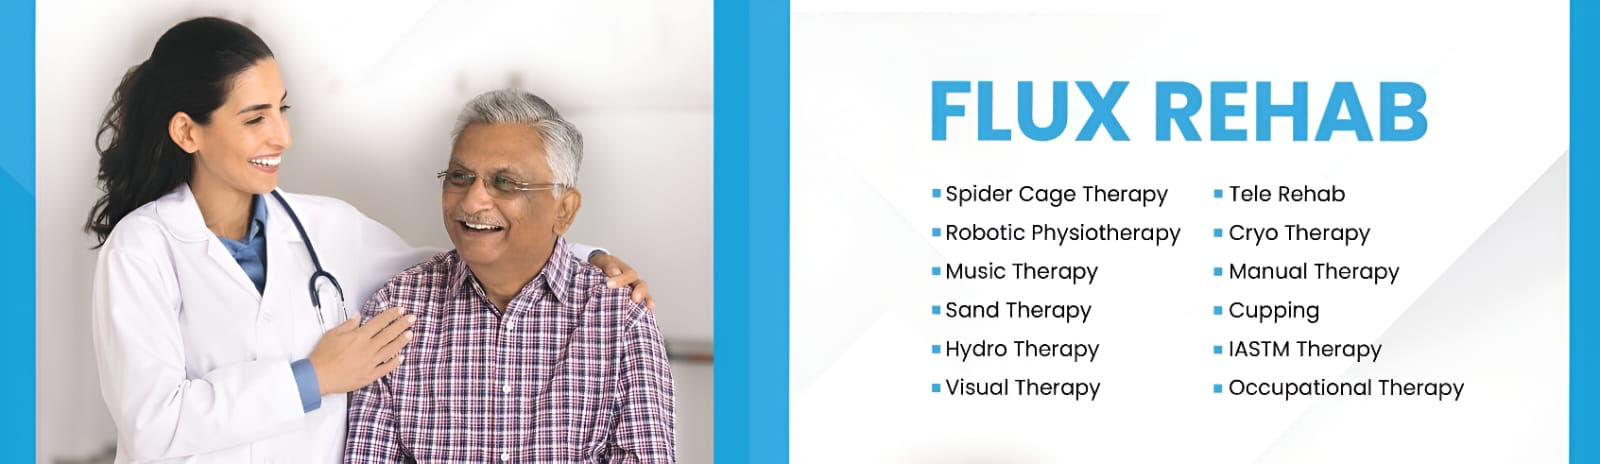 FLUX REHAB
Spider Cage Therapy
Robotic Physiotherapy
Music Therapy
Sand Therapy
Hydro Therapy
Visual Therapy
Tele Rehab
Cryo Therapy
Manual Therapy
Cupping
IASTM Therapy
Occupational Therapy